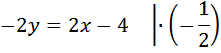 −2y = 2x − 4 |· (−1/2)